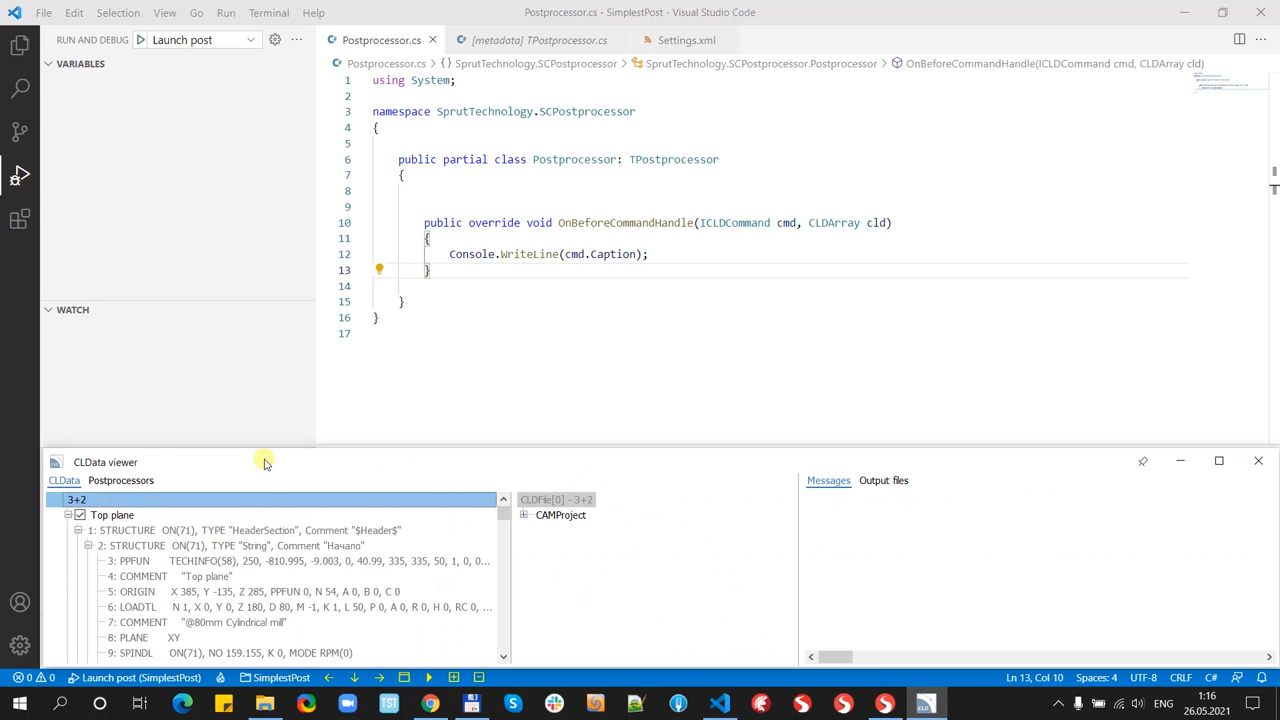 File Edit Selection View Go Run Terminal Help
Postprocessor.cs - SimplestPost - Visual Studio Code
RUN AND DEBUG Launch post
VARIABLES
WATCH
Postprocessor.cs [metadata] TPostprocessor.cs Settings.xml
Postprocessor.cs > {} SprutTechnology.SCPostprocessor > SprutTechnology.SCPostprocessor.Postprocessor > OnBeforeCommandHandle(ICLDCommand cmd, CLDArray cld)
1 using System;
2
3 namespace SprutTechnology.SCPostprocessor
4 {
5
6 public partial class Postprocessor: TPostprocessor
7 {
8
9
10 public override void OnBeforeCommandHandle(ICLDCommand cmd, CLDArray cld)
11 {
12 Console.WriteLine(cmd.Caption);
13 }
14
15 }
16 }
17
CLData viewer
CLData Postprocessors
3+2
Top plane
1: STRUCTURE ON(71), TYPE "HeaderSection", Comment "$Header$"
2: STRUCTURE ON(71), TYPE "String", Comment "Начало"
3: PPFUN TECHINFO(58), 250, -810.995, -9.003, 0, 40.99, 335, 335, 50, 1, 0, 0...
4: COMMENT "Top plane"
5: ORIGIN X 385, Y -135, Z 285, PPFUN 0, N 54, A 0, B 0, C 0
6: LOADTL N 1, X 0, Y 0, Z 180, D 80, M -1, K 1, L 50, P 0, A 0, R 0, H 0, RC 0, ...
7: COMMENT "@80mm Cylindrical mill"
8: PLANE XY
9: SPINDL ON(71), NO 159.155, K 0, MODE RPM(0)
CLDFile[0] - 3+2
CAMProject
Messages Output files
0 0 Launch post (SimplestPost) SimplestPost
Ln 13, Col 10 Spaces: 4 UTF-8 CRLF C#
TST
CLD
ENG
1:16
26.05.2021